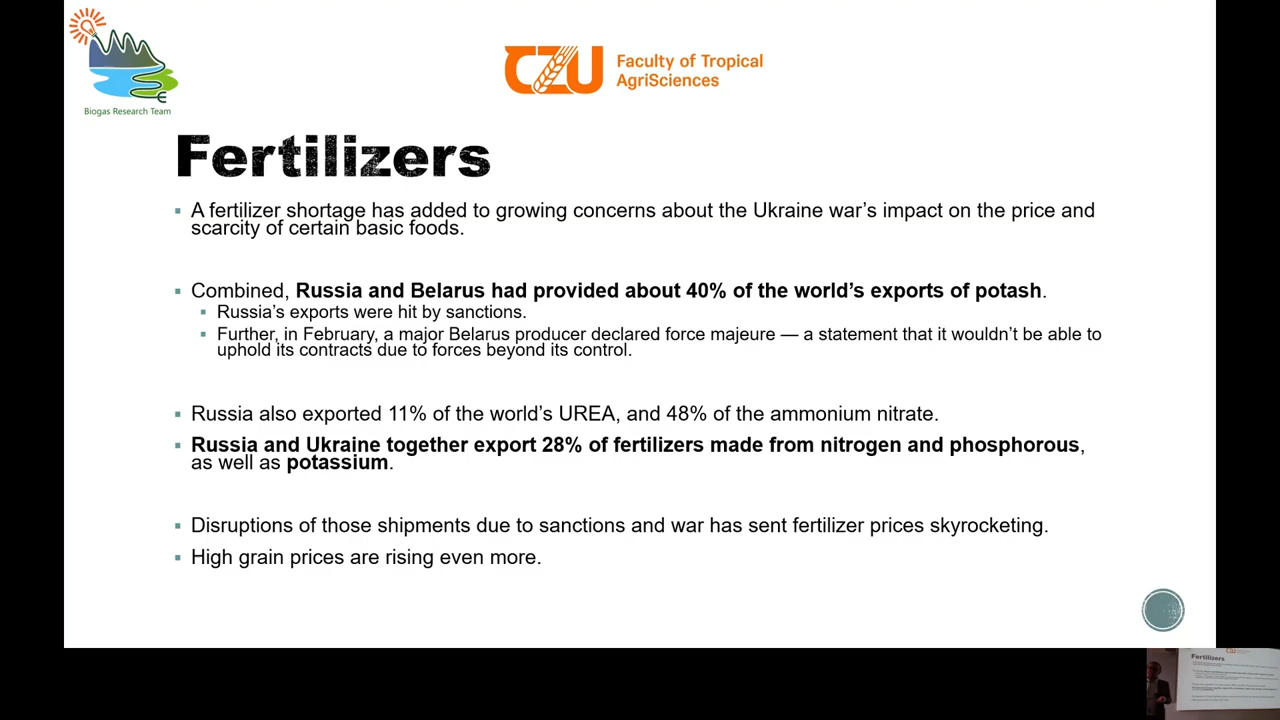 Biogas Research Team
CZU
Faculty of Tropical
AgriSciences
Fertilizers
A fertilizer shortage has added to growing concerns about the Ukraine war’s impact on the price and
scarcity of certain basic foods.
Combined, Russia and Belarus had provided about 40% of the world’s exports of potash.
Russia’s exports were hit by sanctions.
Further, in February, a major Belarus producer declared force majeure — a statement that it wouldn’t be able to
uphold its contracts due to forces beyond its control.
Russia also exported 11% of the world’s UREA, and 48% of the ammonium nitrate.
Russia and Ukraine together export 28% of fertilizers made from nitrogen and phosphorous,
as well as potassium.
Disruptions of those shipments due to sanctions and war has sent fertilizer prices skyrocketing.
High grain prices are rising even more.
Fertilizers